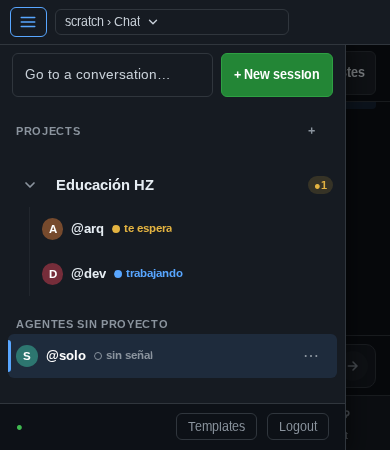 scratch › Chat
Go to a conversation…
+ New session
PROJECTS
+
Educación HZ
●1
A @arq te espera
D @dev trabajando
AGENTES SIN PROYECTO
S @solo sin señal
···
Templates
Logout